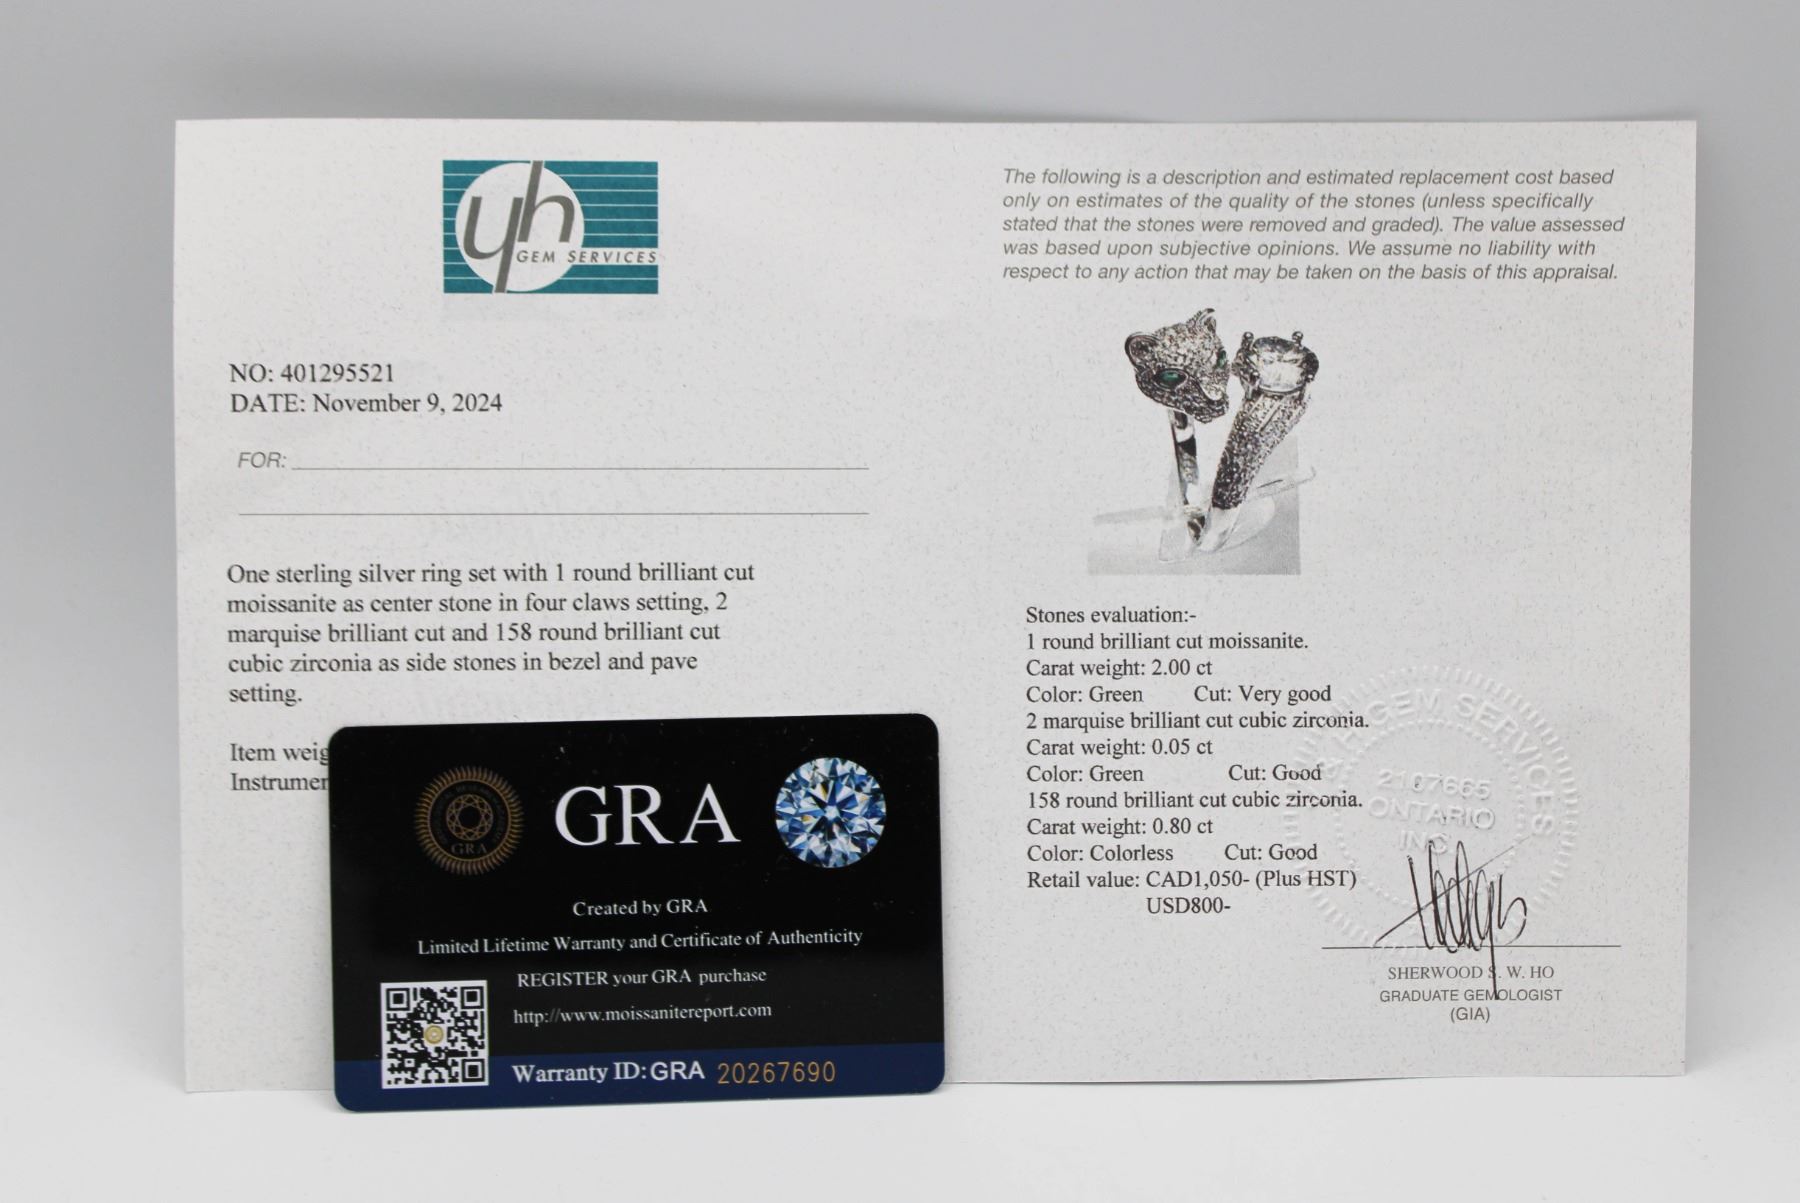 yh
GEM SERVICES
NO: 401295521
DATE: November 9, 2024
FOR:
One sterling silver ring set with 1 round brilliant cut
moissanite as center stone in four claws setting, 2
marquise brilliant cut and 158 round brilliant cut
cubic zirconia as side stones in bezel and pave
setting.
Item weig
Instrumen
The following is a description and estimated replacement cost based
only on estimates of the quality of the stones (unless specifically
stated that the stones were removed and graded). The value assessed
was based upon subjective opinions. We assume no liability with
respect to any action that may be taken on the basis of this appraisal.
Stones evaluation:-
1 round brilliant cut moissanite.
Carat weight: 2.00 ct
Color: Green Cut: Very good
2 marquise brilliant cut cubic zirconia.
Carat weight: 0.05 ct
Color: Green Cut: Good
158 round brilliant cut cubic zirconia.
Carat weight: 0.80 ct
Color: Colorless Cut: Good
Retail value: CAD1,050- (Plus HST)
USD800-
GEM SERVICES
2107665
ONTARIO
INC
SHERWOOD S. W. HO
GRADUATE GEMOLOGIST
(GIA)
GRA
GRA
Created by GRA
Limited Lifetime Warranty and Certificate of Authenticity
REGISTER your GRA purchase
http://www.moissanitereport.com
Warranty ID: GRA 20267690